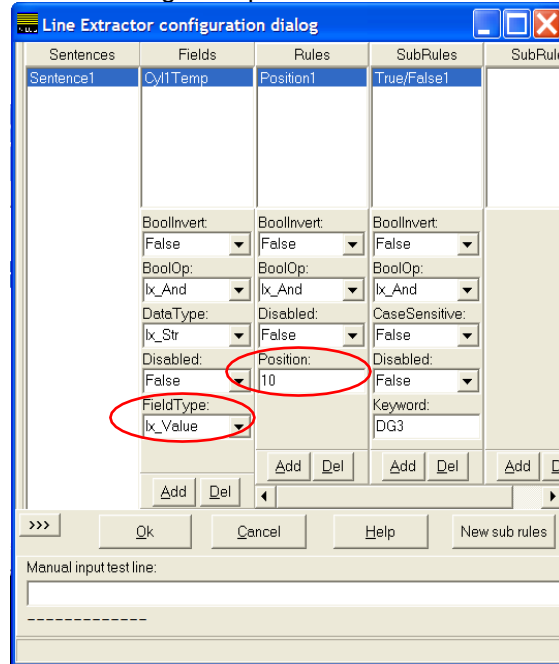 Line Extractor configuration dialog
Sentences Fields Rules SubRules
Sentence1 Cyl1Temp Position1 True/False1
BoolInvert: BoolInvert: BoolInvert:
False False False
BoolOp: BoolOp: BoolOp:
lx_And lx_And lx_And
DataType: Disabled: CaseSensitive:
lx_Str False False
Disabled: Position: Disabled:
False 10 False
FieldType: Keyword:
lx_Value DG3
Add Del Add Del Add
Add Del
>>> Ok Cancel Help New sub rules
Manual input test line:
-------------